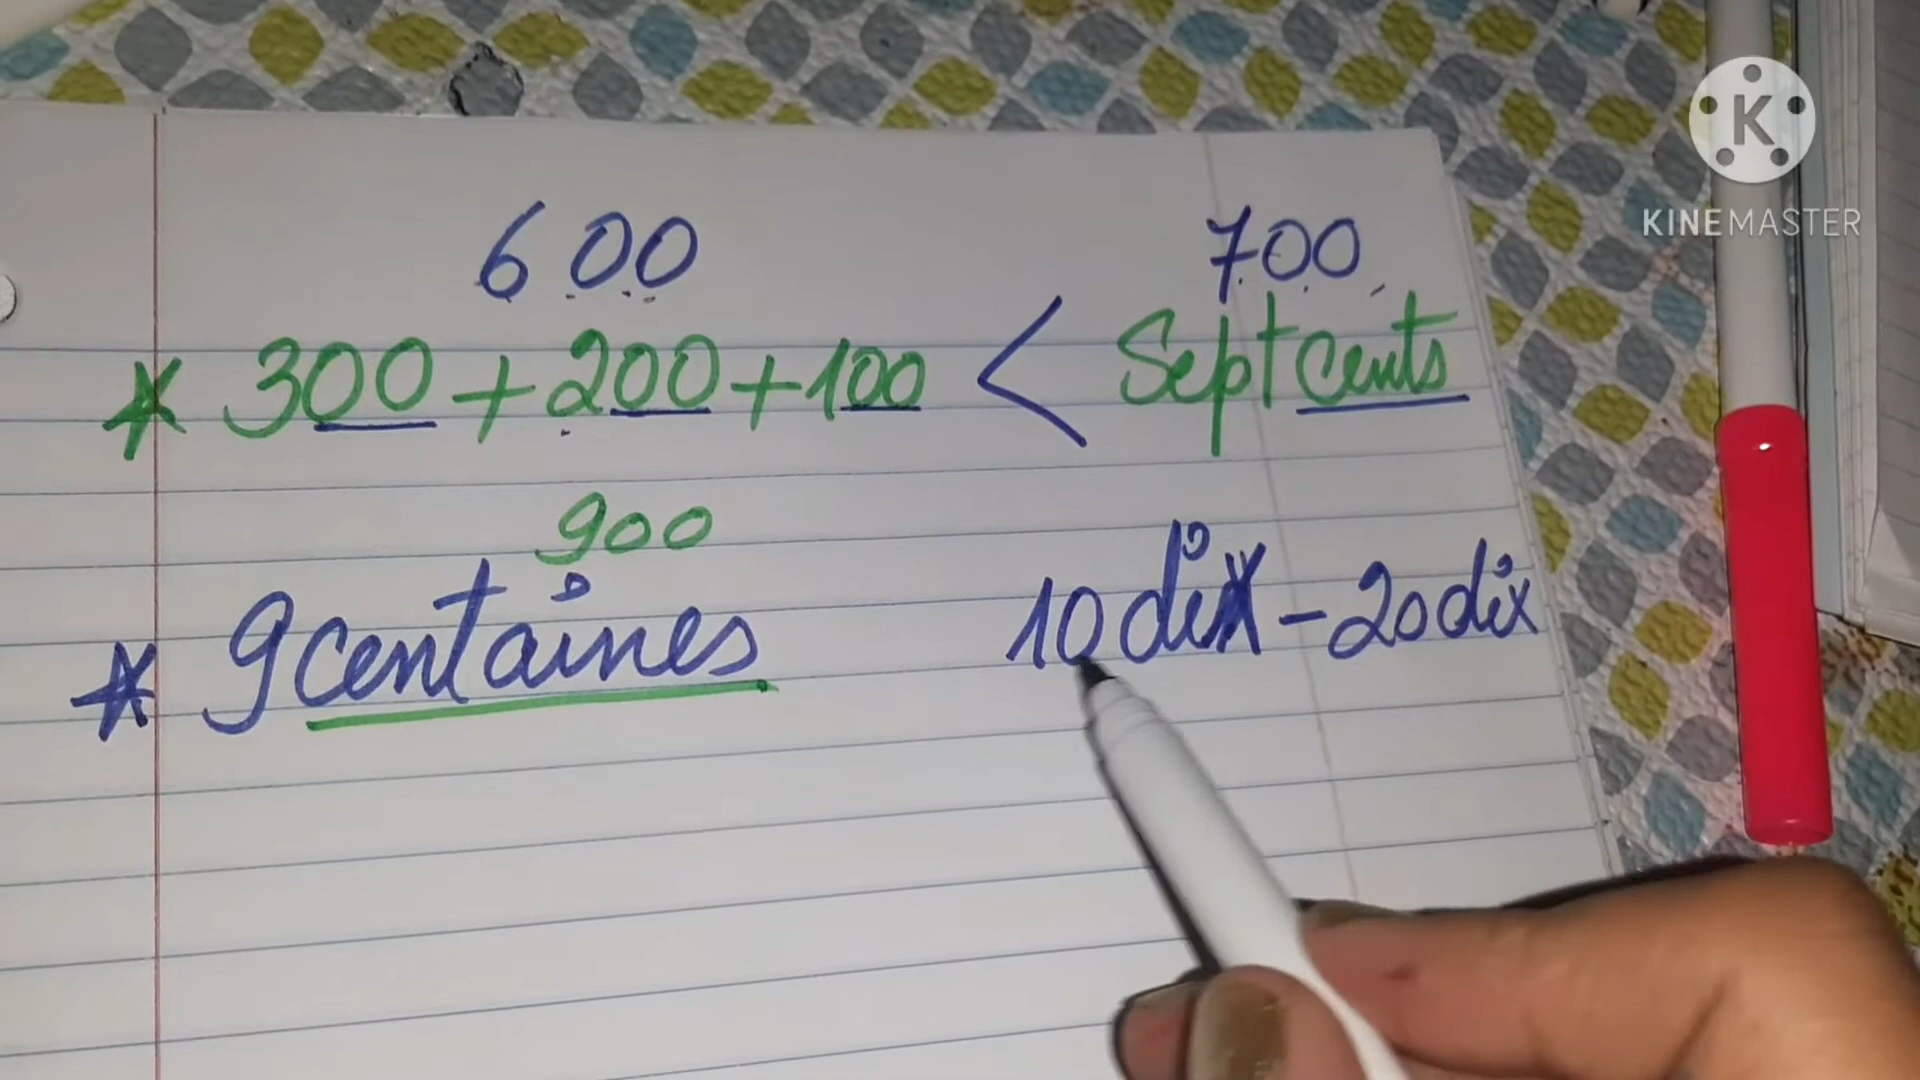 600 700
* 300 + 200 + 100 < Sept cents
900
* 9 centaines 10 dix - 20 dix
K
KINEMASTER